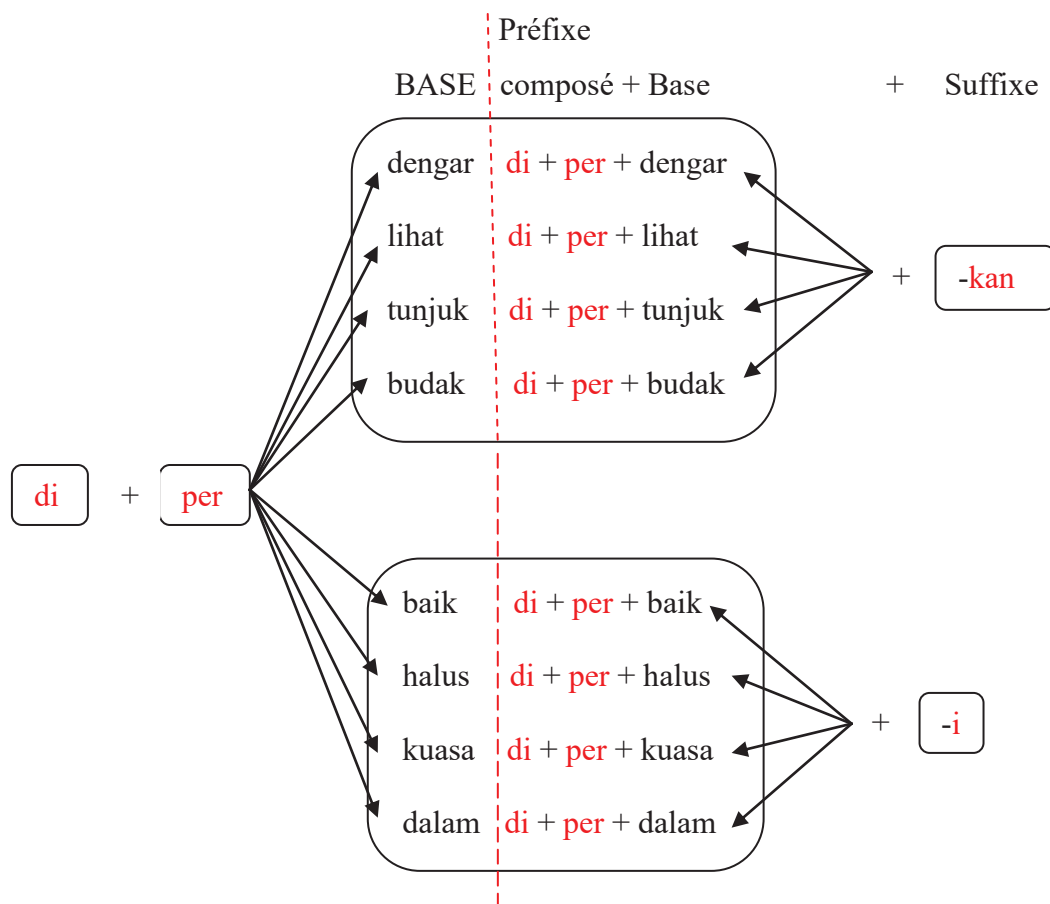 Préfixe
BASE composé + Base + Suffixe
dengar di + per + dengar
lihat di + per + lihat
+ -kan
tunjuk di + per + tunjuk
budak di + per + budak
di + per
baik di + per + baik
halus di + per + halus
+ -i
kuasa di + per + kuasa
dalam di + per + dalam